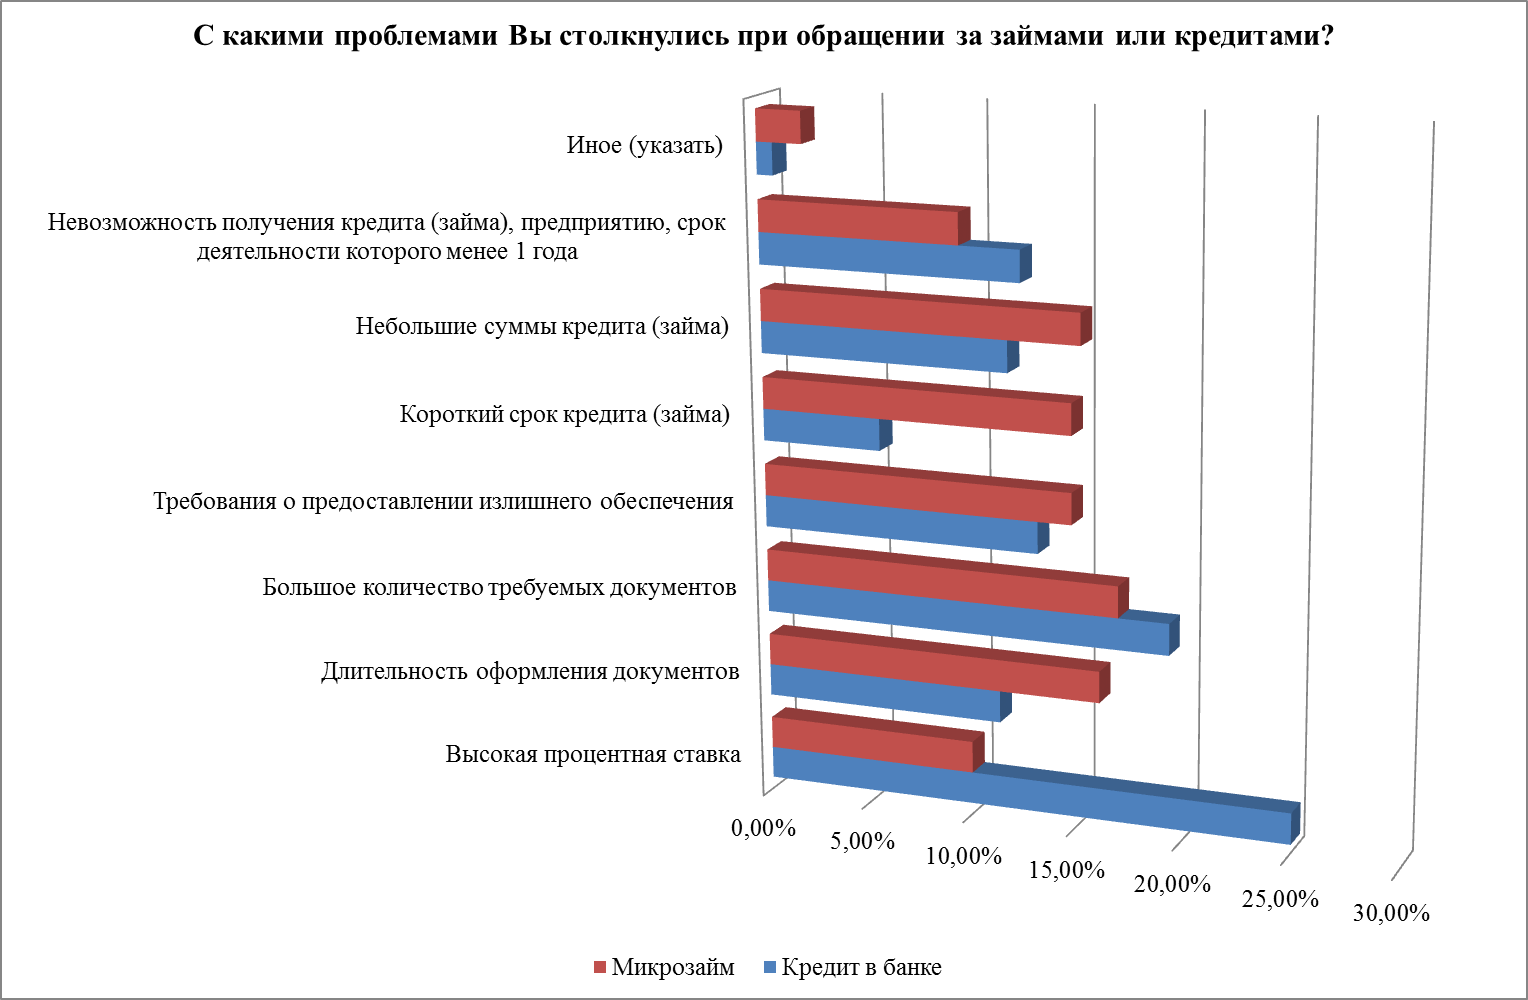 С какими проблемами Вы столкнулись при обращении за займами или кредитами?
Иное (указать)
Невозможность получения кредита (займа), предприятию, срок
деятельности которого менее 1 года
Небольшие суммы кредита (займа)
Короткий срок кредита (займа)
Требования о предоставлении излишнего обеспечения
Большое количество требуемых документов
Длительность оформления документов
Высокая процентная ставка
0,00%
5,00%
10,00%
15,00%
20,00%
25,00%
30,00%
Микрозайм
Кредит в банке